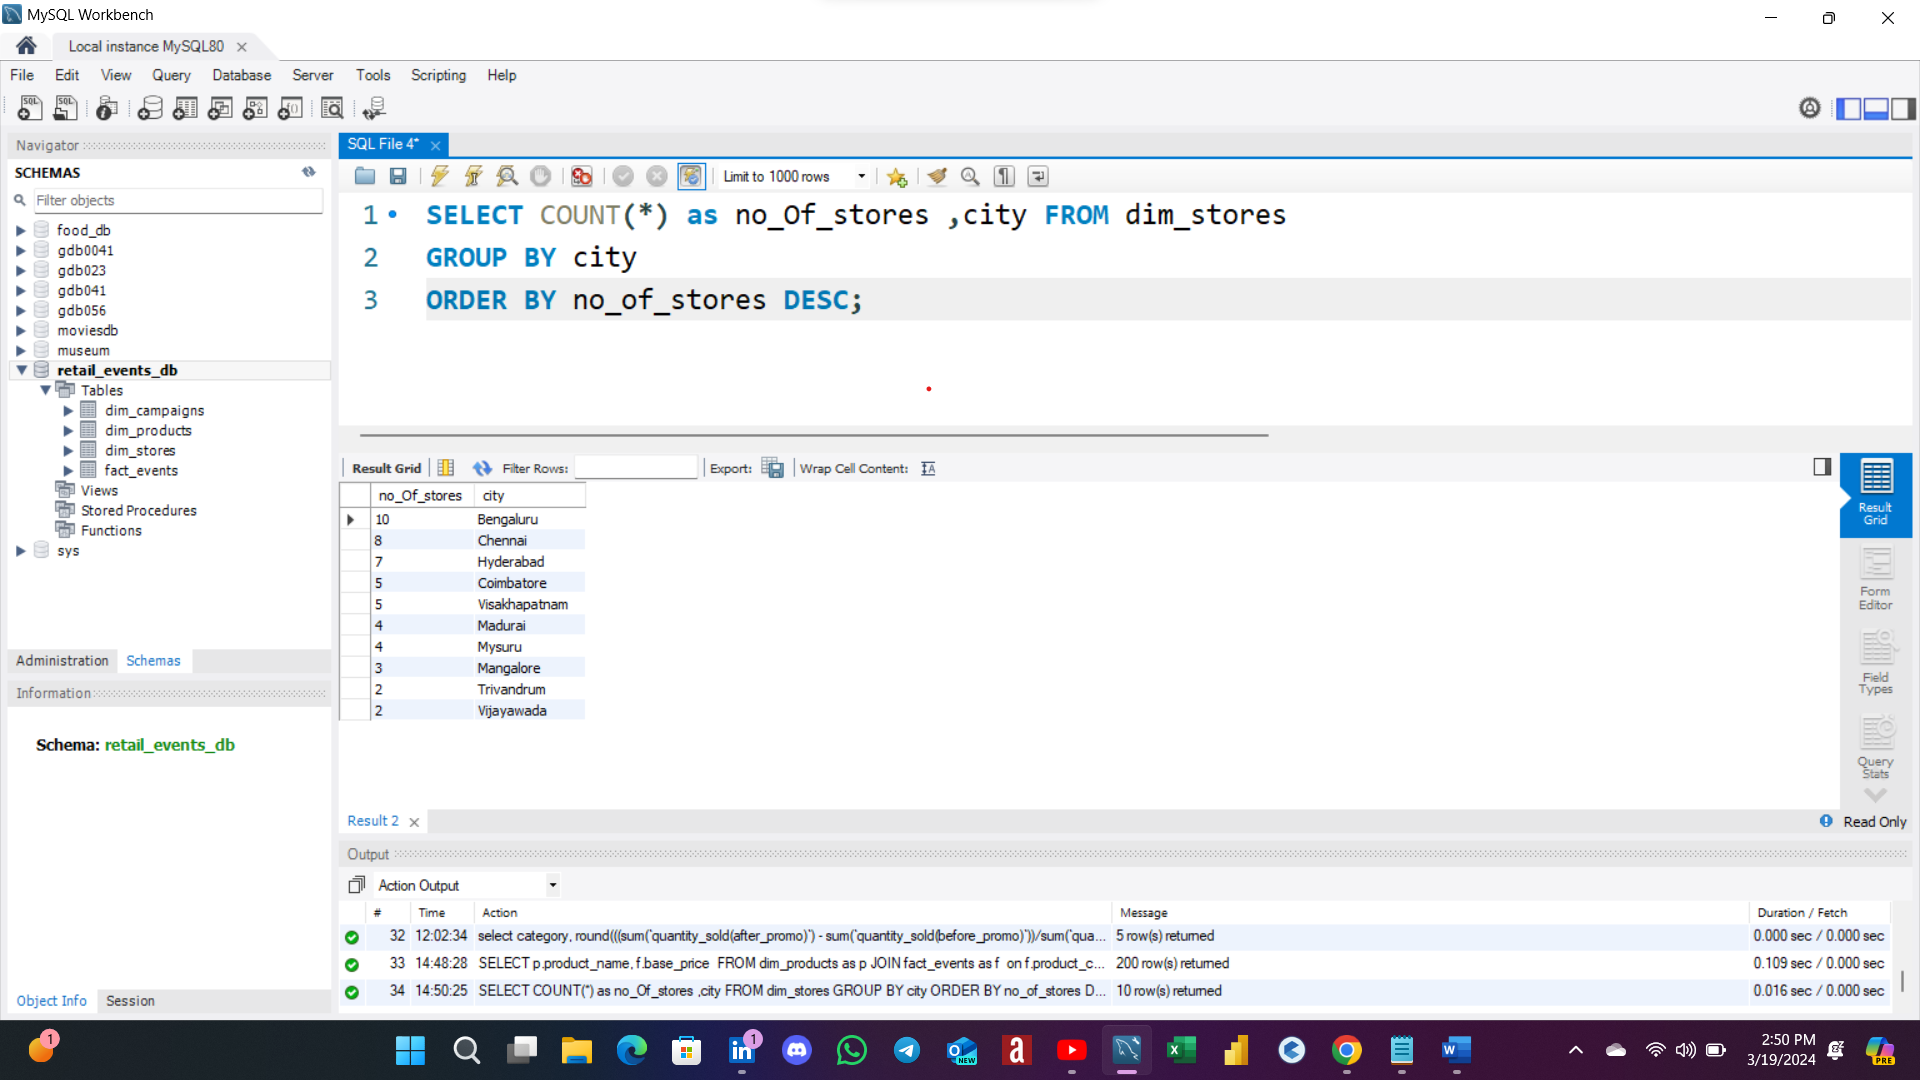 MySQL Workbench
Local instance MySQL80
File Edit View Query Database Server Tools Scripting Help
Navigator
SCHEMAS
Filter objects
food_db
gdb0041
gdb023
gdb041
gdb056
moviesdb
museum
retail_events_db
Tables
dim_campaigns
dim_products
dim_stores
fact_events
Views
Stored Procedures
Functions
sys
Administration Schemas
Information
Schema: retail_events_db
Object Info Session
SQL File 4*
Limit to 1000 rows
1 SELECT COUNT(*) as no_Of_stores ,city FROM dim_stores
2 GROUP BY city
3 ORDER BY no_of_stores DESC;
Result Grid Filter Rows: Export: Wrap Cell Content:
no_Of_stores city
10 Bengaluru
8 Chennai
7 Hyderabad
5 Coimbatore
5 Visakhapatnam
4 Madurai
4 Mysuru
3 Mangalore
2 Trivandrum
2 Vijayawada
Result
Grid
Form
Editor
Field
Types
Query
Stats
Result 2
Read Only
Output
Action Output
# Time Action Message Duration / Fetch
32 12:02:34 select category, round(((sum(`quantity_sold(after_promo)`) - sum(`quantity_sold(before_promo)`))/sum(`qua... 5 row(s) returned 0.000 sec / 0.000 sec
33 14:48:28 SELECT p.product_name, f.base_price FROM dim_products as p JOIN fact_events as f on f.product_c... 200 row(s) returned 0.109 sec / 0.000 sec
34 14:50:25 SELECT COUNT(*) as no_Of_stores ,city FROM dim_stores GROUP BY city ORDER BY no_of_stores D... 10 row(s) returned 0.016 sec / 0.000 sec
2:50 PM
3/19/2024